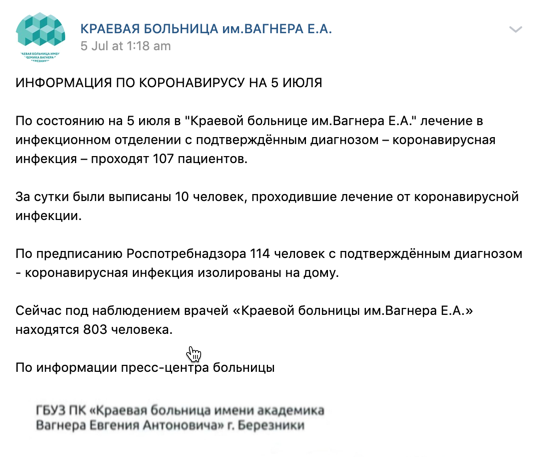 КРАЕВАЯ БОЛЬНИЦА им.ВАГНЕРА Е.А.
5 Jul at 1:18 am
ИНФОРМАЦИЯ ПО КОРОНАВИРУСУ НА 5 ИЮЛЯ
По состоянию на 5 июля в "Краевой больнице им.Вагнера Е.А." лечение в
инфекционном отделении с подтверждённым диагнозом – коронавирусная
инфекция – проходят 107 пациентов.
За сутки были выписаны 10 человек, проходившие лечение от коронавирусной
инфекции.
По предписанию Роспотребнадзора 114 человек с подтверждённым диагнозом
- коронавирусная инфекция изолированы на дому.
Сейчас под наблюдением врачей «Краевой больницы им.Вагнера Е.А.»
находятся 803 человека.
По информации пресс-центра больницы
ГБУЗ ПК «Краевая больница имени академика
Вагнера Евгения Антоновича» г. Березники